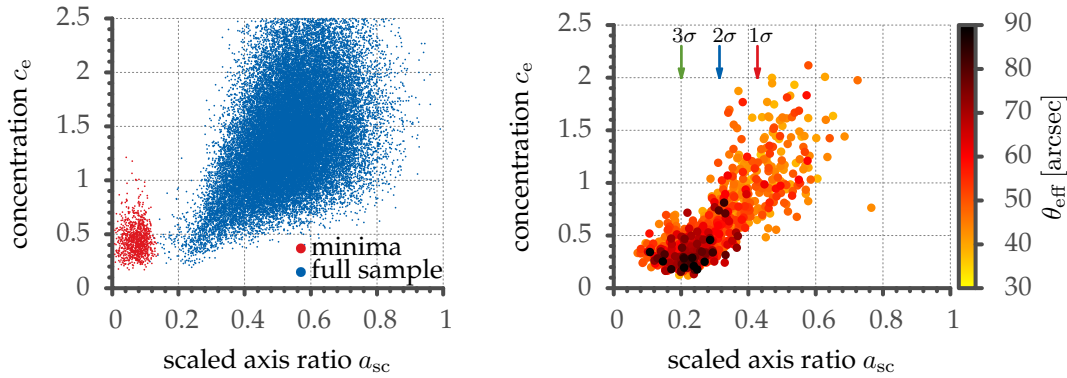 2.5
2
1.5
1
0.5
0
concentration cₑ
minima
full sample
0 0.2 0.4 0.6 0.8 1
scaled axis ratio a_sc
2.5
2
1.5
1
0.5
0
concentration cₑ
3σ 2σ 1σ
0 0.2 0.4 0.6 0.8 1
scaled axis ratio a_sc
90
80
70
60
50
40
30
θ_eff [arcsec]